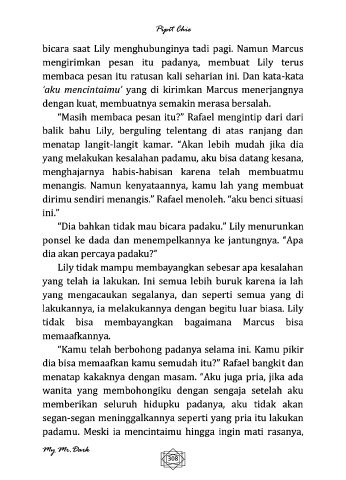 Pipit Chie
bicara saat Lily menghubunginya tadi pagi. Namun Marcus
mengirimkan pesan itu padanya, membuat Lily terus
membaca pesan itu ratusan kali seharian ini. Dan kata-kata
‘aku mencintaimu’ yang di kirimkan Marcus menerjangnya
dengan kuat, membuatnya semakin merasa bersalah.
“Masih membaca pesan itu?” Rafael mengintip dari dari
balik bahu Lily, berguling telentang di atas ranjang dan
menatap langit-langit kamar. “Akan lebih mudah jika dia
yang melakukan kesalahan padamu, aku bisa datang kesana,
menghajarnya habis-habisan karena telah membuatmu
menangis. Namun kenyataannya, kamu lah yang membuat
dirimu sendiri menangis.” Rafael menoleh. “aku benci situasi
ini.”
“Dia bahkan tidak mau bicara padaku.” Lily menurunkan
ponsel ke dada dan menempelkannya ke jantungnya. “Apa
dia akan percaya padaku?”
Lily tidak mampu membayangkan sebesar apa kesalahan
yang telah ia lakukan. Ini semua lebih buruk karena ia lah
yang mengacaukan segalanya, dan seperti semua yang di
lakukannya, ia melakukannya dengan begitu luar biasa. Lily
tidak bisa membayangkan bagaimana Marcus bisa
memaafkannya.
“Kamu telah berbohong padanya selama ini. Kamu pikir
dia bisa memaafkan kamu semudah itu?” Rafael bangkit dan
menatap kakaknya dengan masam. “Aku juga pria, jika ada
wanita yang membohongiku dengan sengaja setelah aku
memberikan seluruh hidupku padanya, aku tidak akan
segan-segan meninggalkannya seperti yang pria itu lakukan
padamu. Meski ia mencintaimu hingga ingin mati rasanya,
My Mr.Dark
308